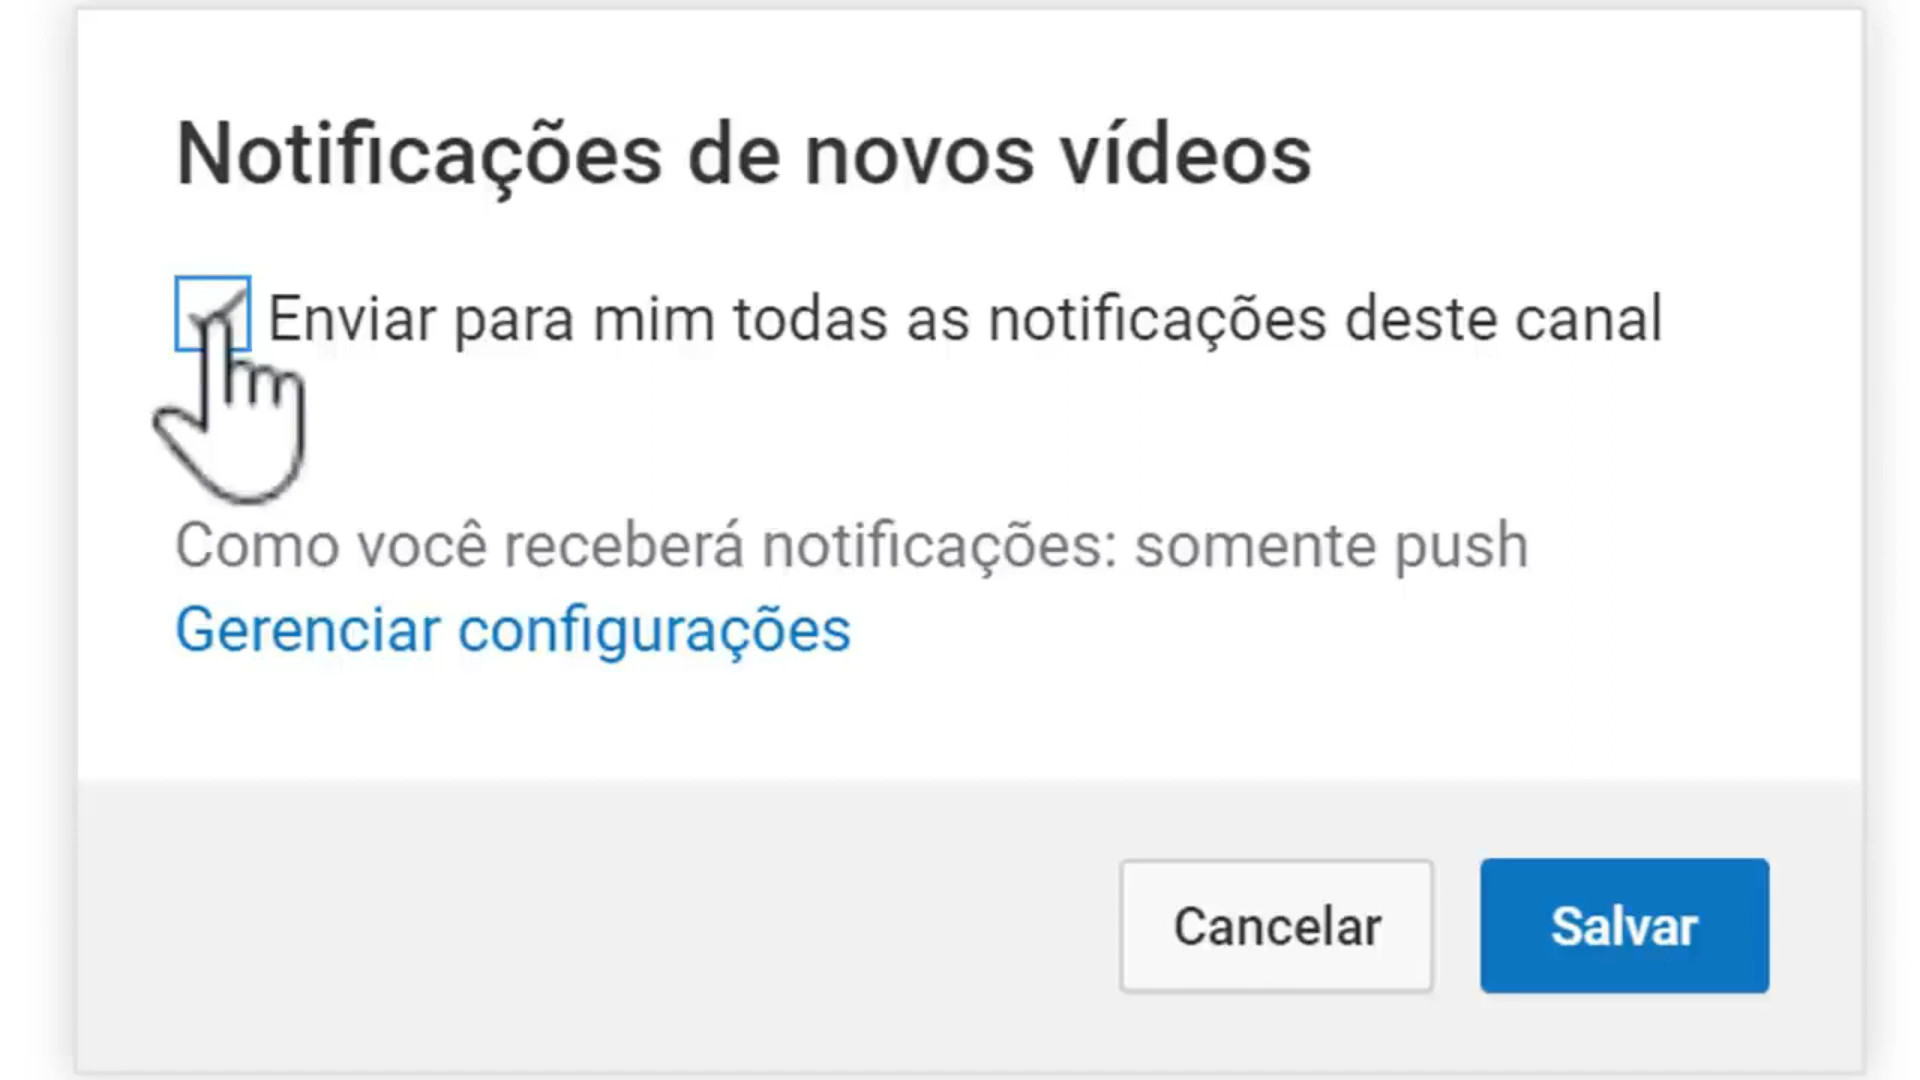 Notificações de novos vídeos
Enviar para mim todas as notificações deste canal
Como você receberá notificações: somente push
Gerenciar configurações
Cancelar
Salvar